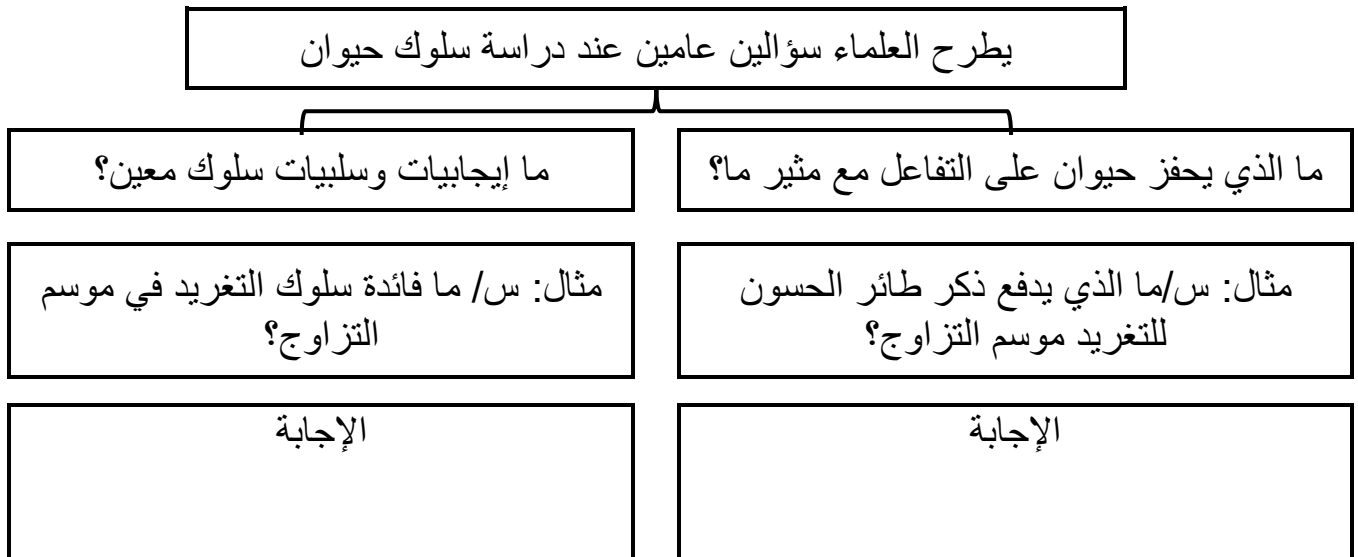 يطرح العلماء سؤالين عامين عند دراسة سلوك حيوان
ما الذي يحفز حيوان على التفاعل مع مثير ما؟
ما إيجابيات وسلبيات سلوك معين؟
مثال: س/ما الذي يدفع ذكر طائر الحسون
للتغريد موسم التزاوج؟
مثال: س/ ما فائدة سلوك التغريد في موسم
التزاوج؟
الإجابة
الإجابة